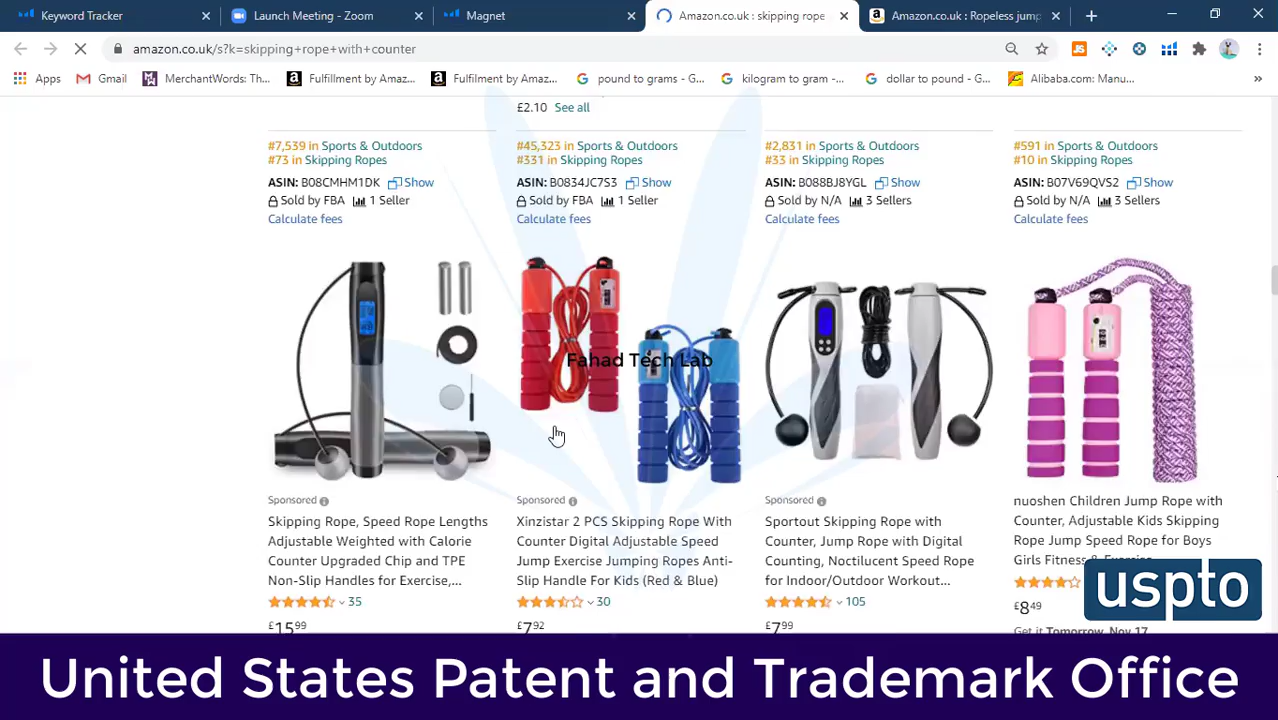 Keyword Tracker
Launch Meeting - Zoom
Magnet
Amazon.co.uk : skipping rope
Amazon.co.uk : Ropeless jump
amazon.co.uk/s?k=skipping+rope+with+counter
Apps
Gmail
MerchantWords: Th...
Fulfillment by Amaz...
Fulfilment by Amaz...
pound to grams - G...
kilogram to gram -...
dollar to pound - G...
Alibaba.com: Manu...
£2.10 See all
#7,539 in Sports & Outdoors
#73 in Skipping Ropes
ASIN: B08CMHM1DK Show
Sold by FBA 1 Seller
Calculate fees
#45,323 in Sports & Outdoors
#331 in Skipping Ropes
ASIN: B0834JC7S3 Show
Sold by FBA 1 Seller
Calculate fees
#2,831 in Sports & Outdoors
#33 in Skipping Ropes
ASIN: B088BJ8YGL Show
Sold by N/A 3 Sellers
Calculate fees
#591 in Sports & Outdoors
#10 in Skipping Ropes
ASIN: B07V69QVS2 Show
Sold by N/A 3 Sellers
Calculate fees
Fahad Tech Lab
Sponsored
Skipping Rope, Speed Rope Lengths
Adjustable Weighted with Calorie
Counter Upgraded Chip and TPE
Non-Slip Handles for Exercise,...
35
£15.99
Sponsored
Xinzistar 2 PCS Skipping Rope With
Counter Digital Adjustable Speed
Jump Exercise Jumping Ropes Anti-
Slip Handle For Kids (Red & Blue)
30
£7.92
Sponsored
Sportout Skipping Rope with
Counter, Jump Rope with Digital
Counting, Noctilucent Speed Rope
for Indoor/Outdoor Workout...
105
£7.99
nuoshen Children Jump Rope with
Counter, Adjustable Kids Skipping
Rope Jump Speed Rope for Boys
Girls Fitness & Exercise
£8.49
Get it Tomorrow, Nov 17
uspto
United States Patent and Trademark Office